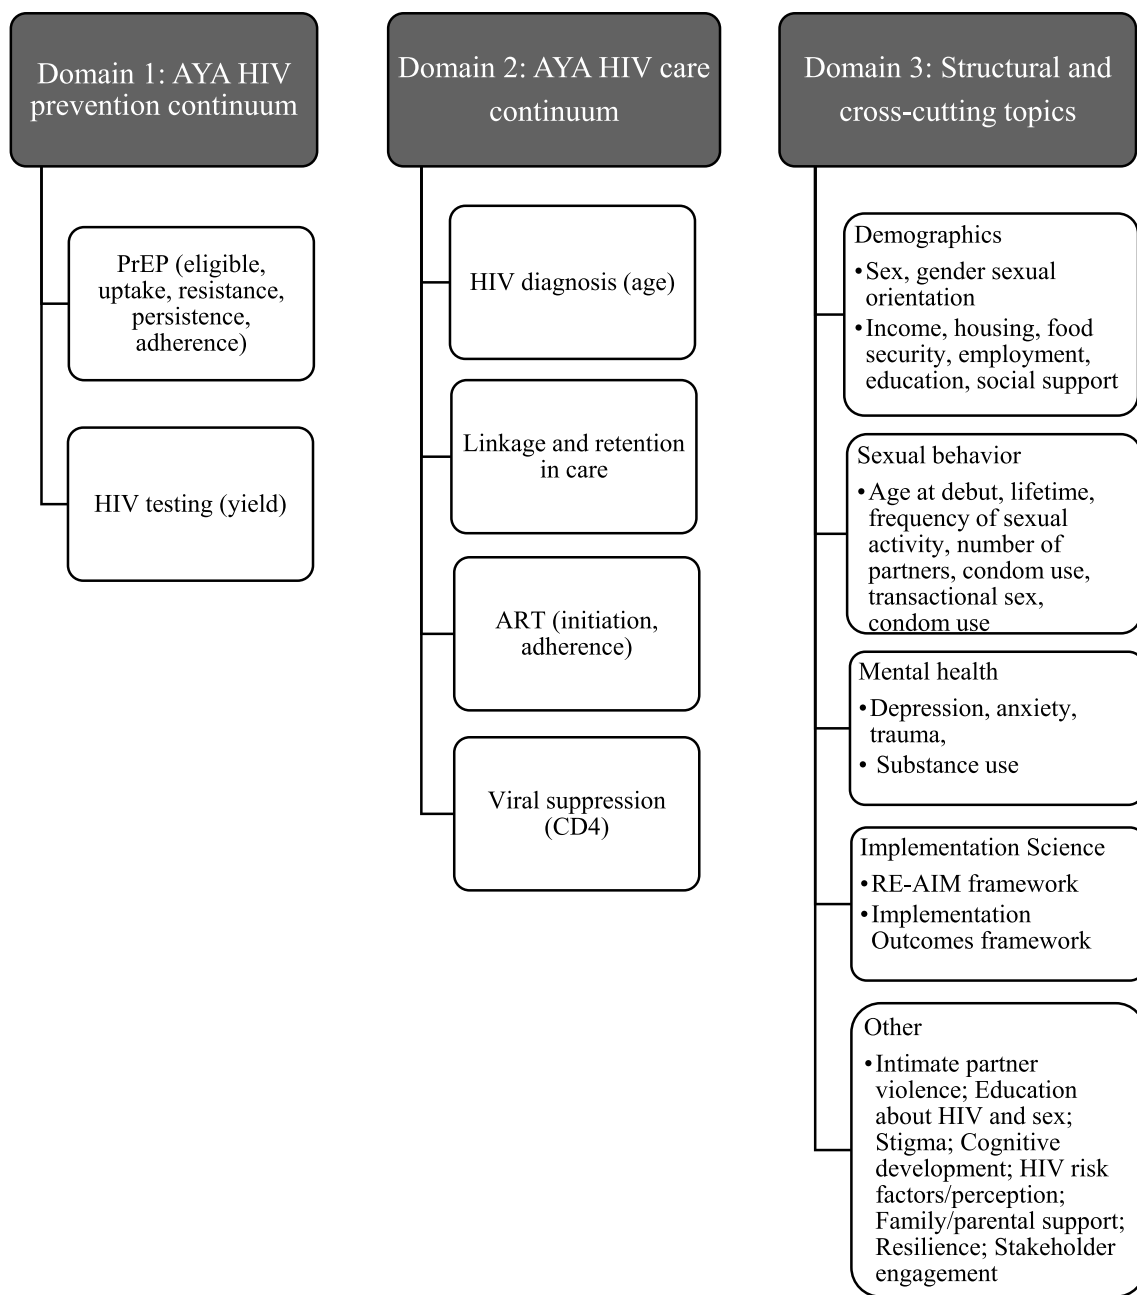 Domain 1: AYA HIV
prevention continuum
PrEP (eligible,
uptake, resistance,
persistence,
adherence)
HIV testing (yield)
Domain 2: AYA HIV care
continuum
HIV diagnosis (age)
Linkage and retention
in care
ART (initiation,
adherence)
Viral suppression
(CD4)
Domain 3: Structural and
cross-cutting topics
Demographics
•Sex, gender sexual
orientation
•Income, housing, food
security, employment,
education, social support
Sexual behavior
•Age at debut, lifetime,
frequency of sexual
activity, number of
partners, condom use,
transactional sex,
condom use
Mental health
•Depression, anxiety,
trauma,
• Substance use
Implementation Science
•RE-AIM framework
•Implementation
Outcomes framework
Other
•Intimate partner
violence; Education
about HIV and sex;
Stigma; Cognitive
development; HIV risk
factors/perception;
Family/parental support;
Resilience; Stakeholder
engagement